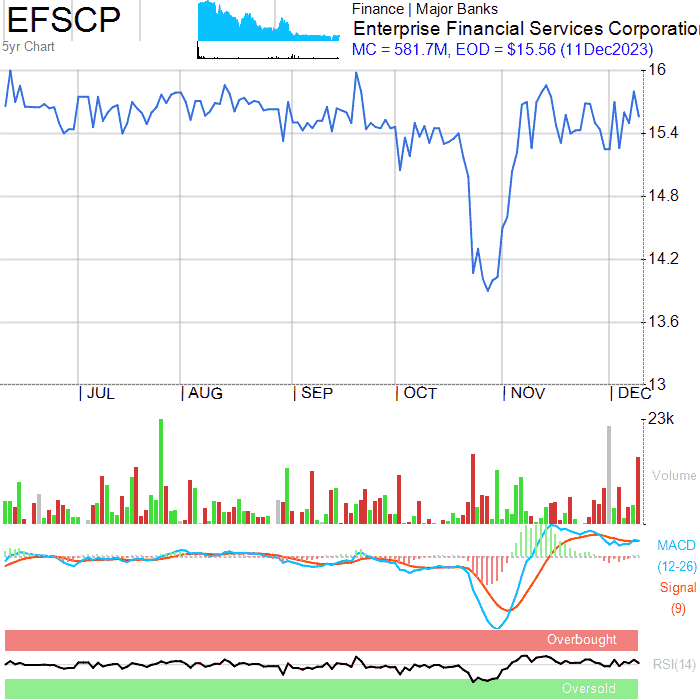 EFSCP
5yr Chart
Finance | Major Banks
Enterprise Financial Services Corporation
MC = 581.7M, EOD = $15.56 (11Dec2023)
16
15.4
14.8
14.2
13.6
13
| JUL | AUG | SEP | OCT | NOV | DEC
23k
Volume
MACD
(12-26)
Signal
(9)
Overbought
RSI(14)
Oversold